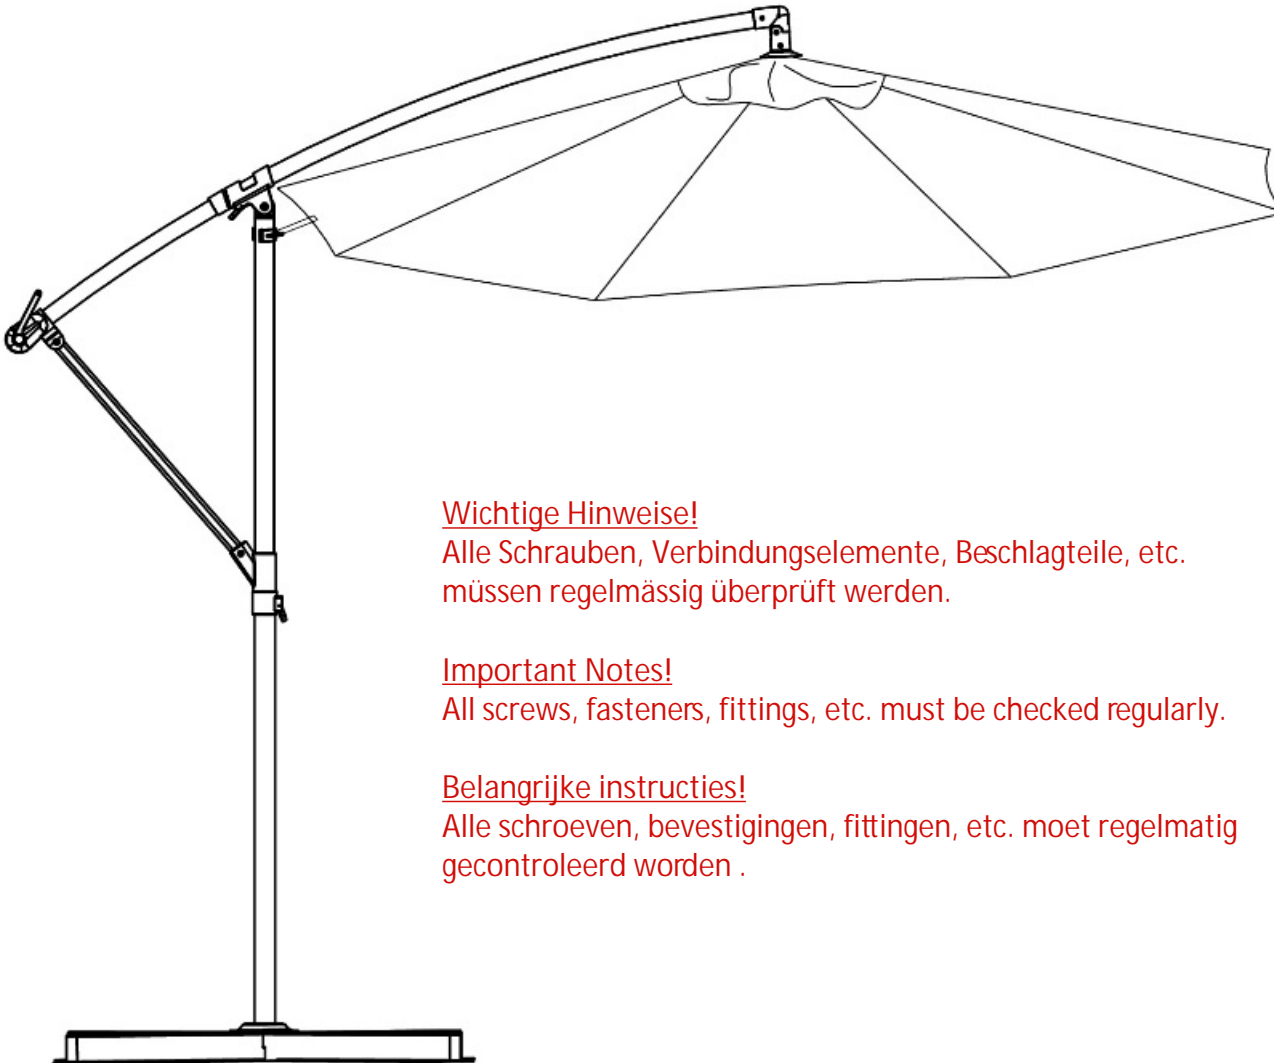 Wichtige Hinweise!
Alle Schrauben, Verbindungselemente, Beschlagteile, etc.
müssen regelmässig überprüft werden.
Important Notes!
All screws, fasteners, fittings, etc. must be checked regularly.
Belangrijke instructies!
Alle schroeven, bevestigingen, fittingen, etc. moet regelmatig
gecontroleerd worden .